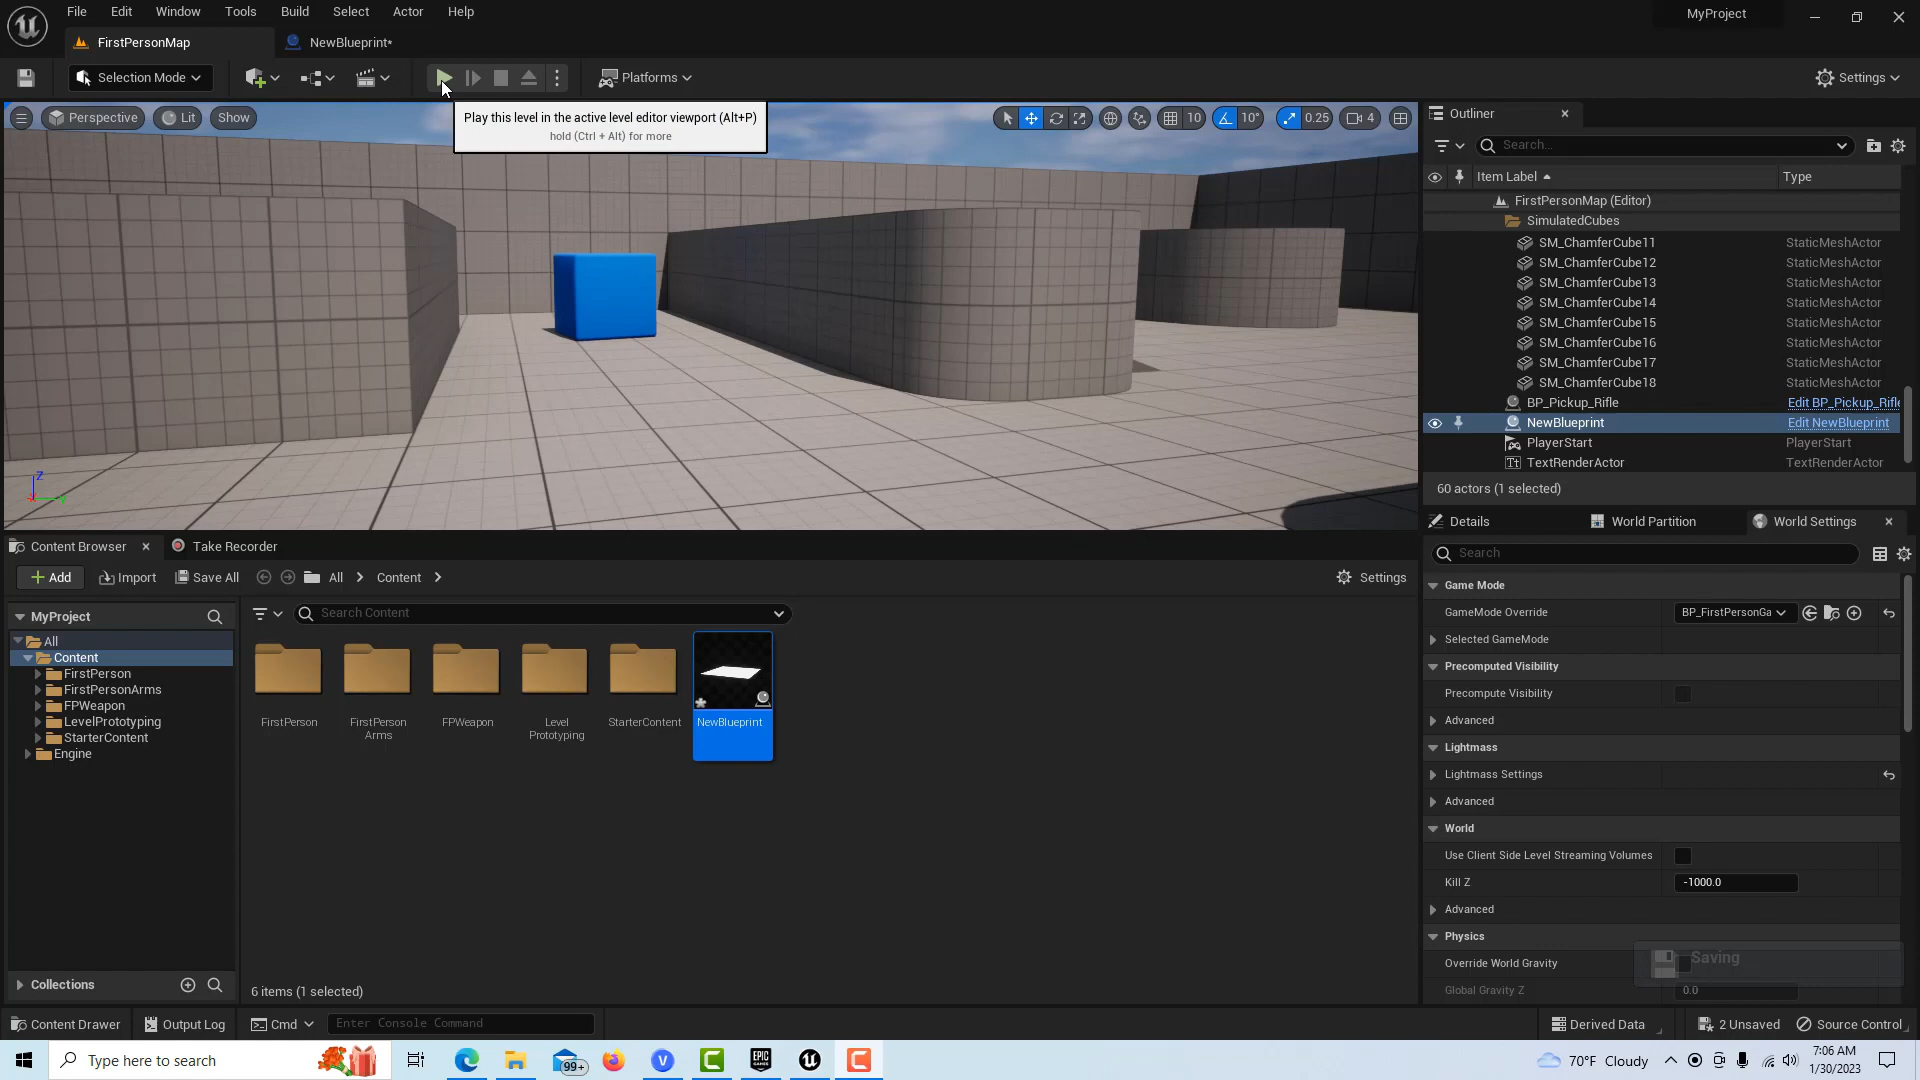 File Edit Window Tools Build Select Actor Help
MyProject
FirstPersonMap
NewBlueprint*
Selection Mode
Platforms
Settings
Play this level in the active level editor viewport (Alt+P)
hold (Ctrl + Alt) for more
Perspective
Lit
Show
10
10°
0.25
4
Z
Outliner
Search...
Item Label
Type
FirstPersonMap (Editor)
SimulatedCubes
SM_ChamferCube11 StaticMeshActor
SM_ChamferCube12 StaticMeshActor
SM_ChamferCube13 StaticMeshActor
SM_ChamferCube14 StaticMeshActor
SM_ChamferCube15 StaticMeshActor
SM_ChamferCube16 StaticMeshActor
SM_ChamferCube17 StaticMeshActor
SM_ChamferCube18 StaticMeshActor
BP_Pickup_Rifle Edit BP_Pickup_Rifle
NewBlueprint Edit NewBlueprint
PlayerStart PlayerStart
TextRenderActor TextRenderActor
60 actors (1 selected)
Details
World Partition
World Settings
Search
Game Mode
GameMode Override BP_FirstPersonGa
Selected GameMode
Precomputed Visibility
Precompute Visibility
Advanced
Lightmass
Lightmass Settings
Advanced
World
Use Client Side Level Streaming Volumes
Kill Z -1000.0
Advanced
Physics
Override World Gravity
Global Gravity Z 0.0
Saving
Content Browser
Take Recorder
Add
Import
Save All
All
Content
Settings
MyProject
Search Content
All
Content
FirstPerson
FirstPersonArms
FPWeapon
LevelPrototyping
StarterContent
Engine
FirstPerson
FirstPerson
Arms
FPWeapon
Level
Prototyping
StarterContent
NewBlueprint
Collections
6 items (1 selected)
Content Drawer
Output Log
Cmd
Enter Console Command
Derived Data
2 Unsaved
Source Control
Type here to search
99+
EPIC
GAMES
70°F Cloudy
7:06 AM
1/30/2023